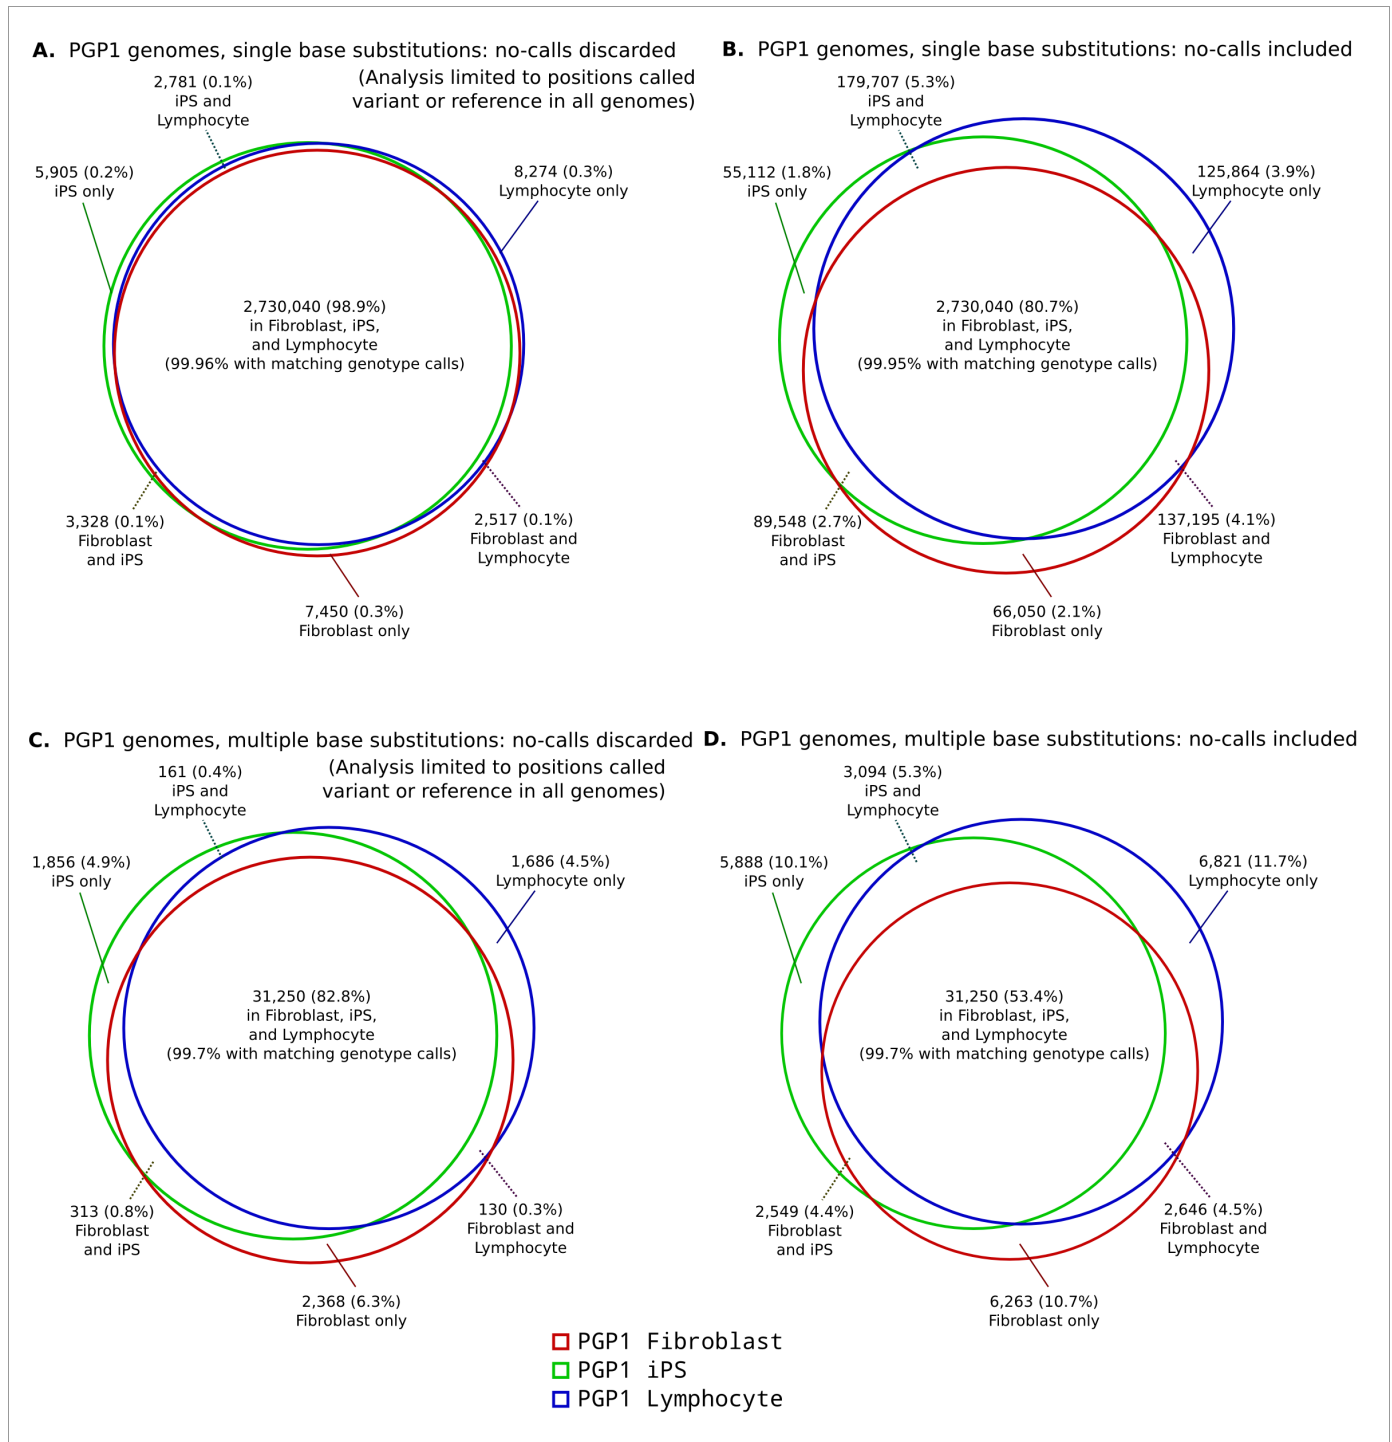 A. PGP1 genomes, single base substitutions: no-calls discarded
(Analysis limited to positions called
variant or reference in all genomes)
2,781 (0.1%)
iPS and
Lymphocyte
5,905 (0.2%)
iPS only
8,274 (0.3%)
Lymphocyte only
2,730,040 (98.9%)
in Fibroblast, iPS,
and Lymphocyte
(99.96% with matching genotype calls)
3,328 (0.1%)
Fibroblast
and iPS
2,517 (0.1%)
Fibroblast and
Lymphocyte
7,450 (0.3%)
Fibroblast only
B. PGP1 genomes, single base substitutions: no-calls included
179,707 (5.3%)
iPS and
Lymphocyte
55,112 (1.8%)
iPS only
125,864 (3.9%)
Lymphocyte only
2,730,040 (80.7%)
in Fibroblast, iPS,
and Lymphocyte
(99.95% with matching genotype calls)
89,548 (2.7%)
Fibroblast
and iPS
137,195 (4.1%)
Fibroblast and
Lymphocyte
66,050 (2.1%)
Fibroblast only
C. PGP1 genomes, multiple base substitutions: no-calls discarded
(Analysis limited to positions called
variant or reference in all genomes)
161 (0.4%)
iPS and
Lymphocyte
1,856 (4.9%)
iPS only
1,686 (4.5%)
Lymphocyte only
31,250 (82.8%)
in Fibroblast, iPS,
and Lymphocyte
(99.7% with matching genotype calls)
313 (0.8%)
Fibroblast
and iPS
130 (0.3%)
Fibroblast and
Lymphocyte
2,368 (6.3%)
Fibroblast only
D. PGP1 genomes, multiple base substitutions: no-calls included
3,094 (5.3%)
iPS and
Lymphocyte
5,888 (10.1%)
iPS only
6,821 (11.7%)
Lymphocyte only
31,250 (53.4%)
in Fibroblast, iPS,
and Lymphocyte
(99.7% with matching genotype calls)
2,549 (4.4%)
Fibroblast
and iPS
2,646 (4.5%)
Fibroblast and
Lymphocyte
6,263 (10.7%)
Fibroblast only
PGP1 Fibroblast
PGP1 iPS
PGP1 Lymphocyte